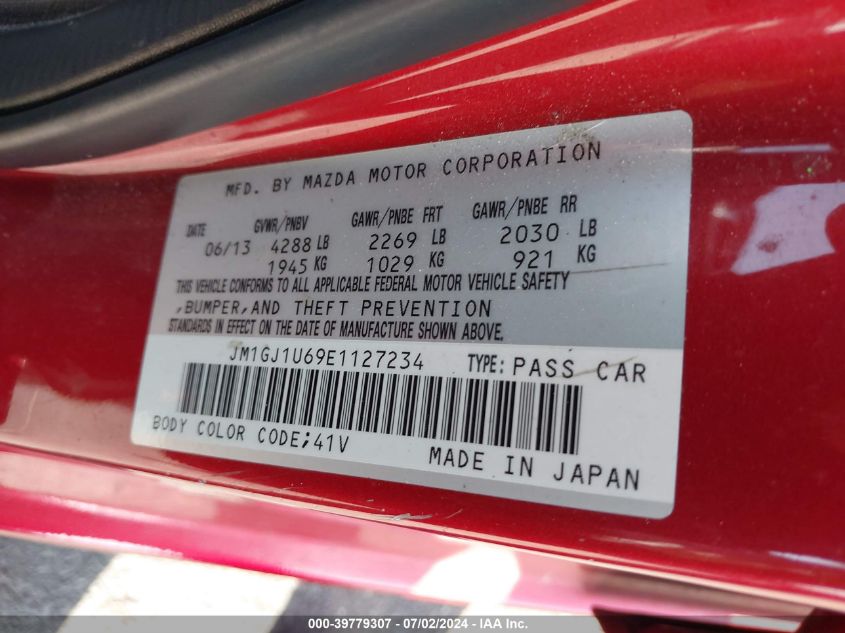 MFD. BY MAZDA MOTOR CORPORATION
DATE GVWR/PNBV GAWR/PNBE FRT GAWR/PNBE RR
06/13 4288 LB 2269 LB 2030 LB
1945 KG 1029 KG 921 KG
THIS VEHICLE CONFORMS TO ALL APPLICABLE FEDERAL MOTOR VEHICLE SAFETY
,BUMPER,AND THEFT PREVENTION
STANDARDS IN EFFECT ON THE DATE OF MANUFACTURE SHOWN ABOVE.
JM1GJ1U69E1127234 TYPE: PASS CAR
BODY COLOR CODE;41V
MADE IN JAPAN
000-39779307 - 07/02/2024 - IAA Inc.